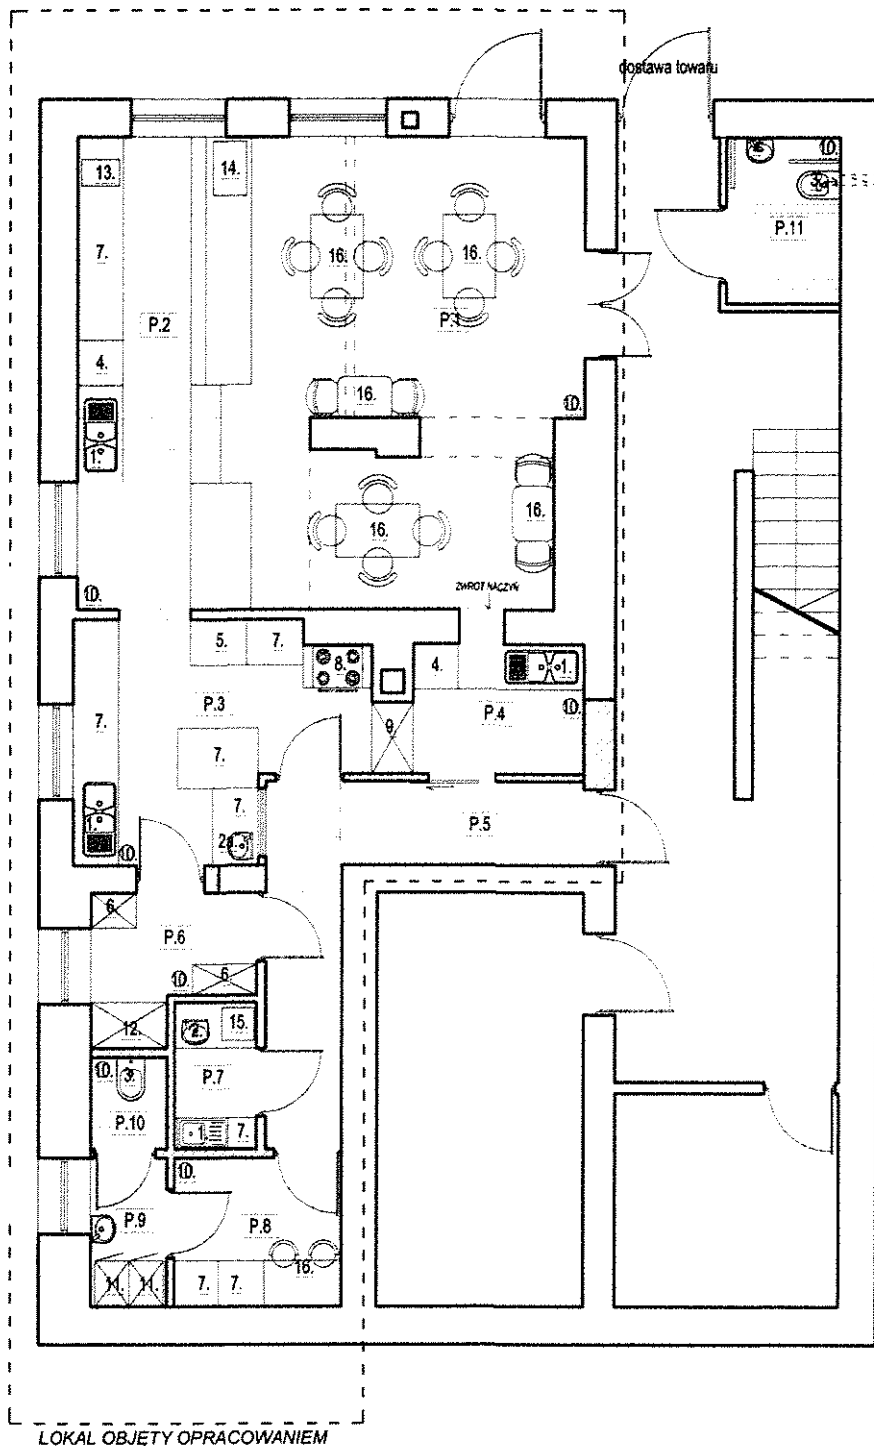 dostawa towaru
10.
13.
14.
3.
P.11
7.
16.
16.
P.2
P.1
4.
16.
10.
1.
16.
16.
10.
ZWROT NACZYŃ
5.
7.
8.
4.
1.
P.3
7.
9.
P.4
10.
7.
7.
1.
2a.
P.5
10.
6.
P.6
10.
6.
12.
2.
15.
10.
3.
P.7
P.10
1.
7.
10.
P.9
P.8
16.
11.
11.
7.
7.
LOKAL OBJĘTY OPRACOWANIEM